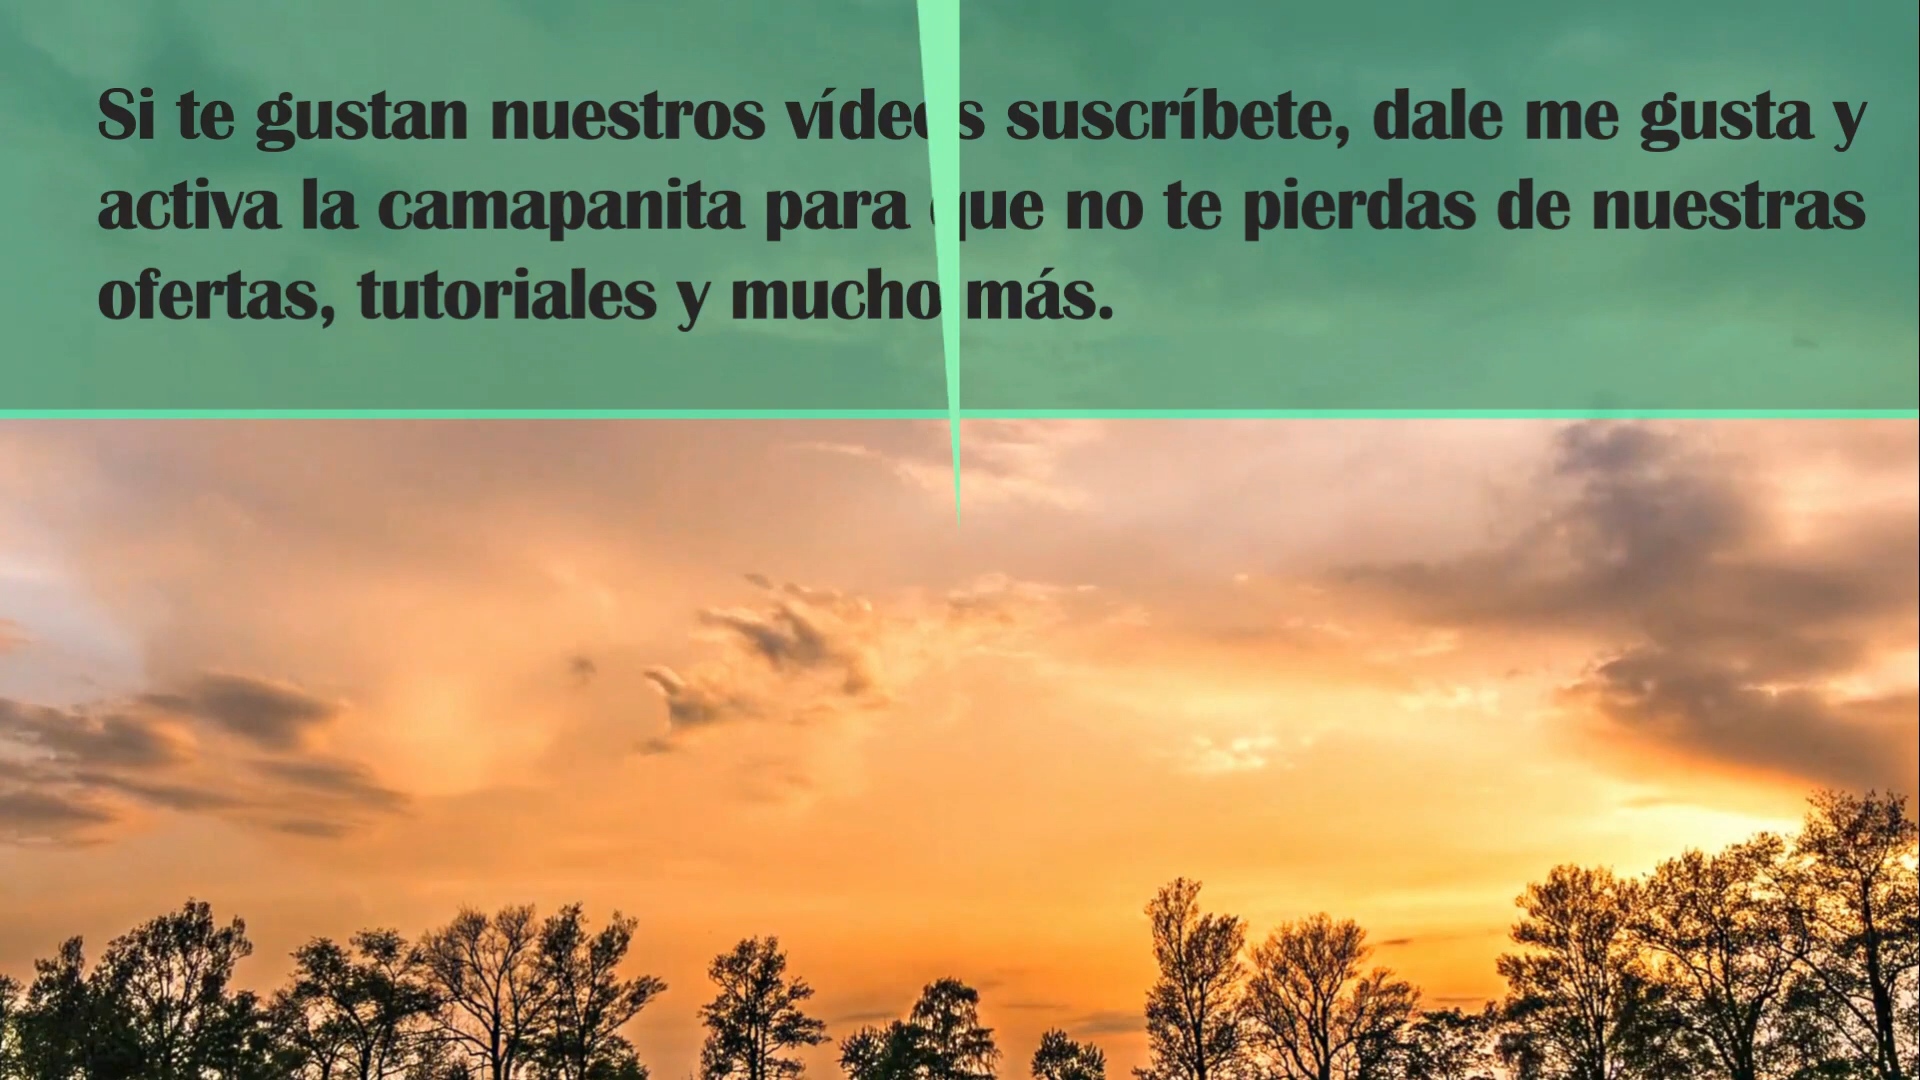 Si te gustan nuestros vídeos suscríbete, dale me gusta y
activa la camapanita para que no te pierdas de nuestras
ofertas, tutoriales y mucho más.